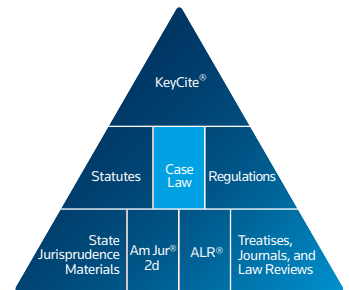 KeyCite®
Statutes
Case
Law
Regulations
State
Jurisprudence
Materials
Am Jur®
2d
ALR®
Treatises,
Journals, and
Law Reviews